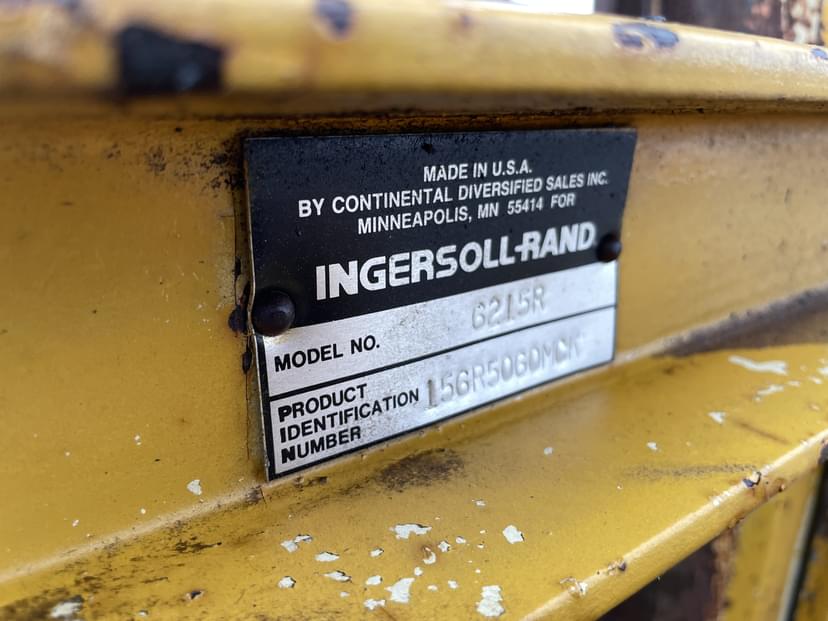 MADE IN U.S.A.
BY CONTINENTAL DIVERSIFIED SALES INC.
MINNEAPOLIS, MN 55414 FOR
INGERSOLL-RAND
MODEL NO. 6215R
PRODUCT
IDENTIFICATION
NUMBER